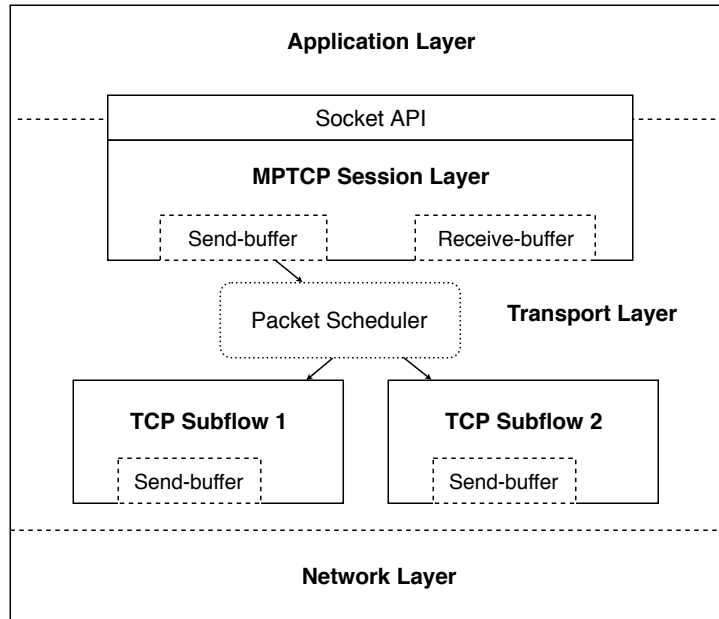 Application Layer
Socket API
MPTCP Session Layer
Send-buffer
Receive-buffer
Packet Scheduler
Transport Layer
TCP Subflow 1
TCP Subflow 2
Send-buffer
Send-buffer
Network Layer